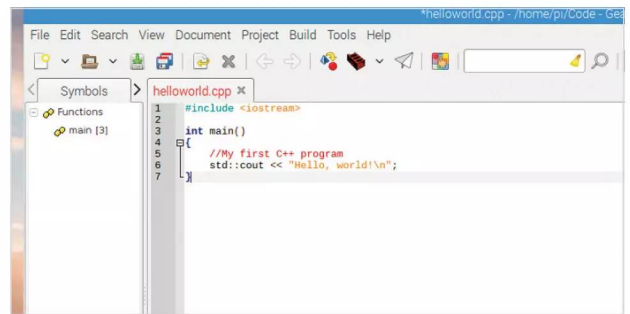 *helloworld.cpp - /home/pi/Code - Gea
File Edit Search View Document Project Build Tools Help
Symbols
helloworld.cpp
Functions
main [3]
1 #include <iostream>
2
3 int main()
4 {
5 //My first C++ program
6 std::cout << "Hello, world!\n";
7 }